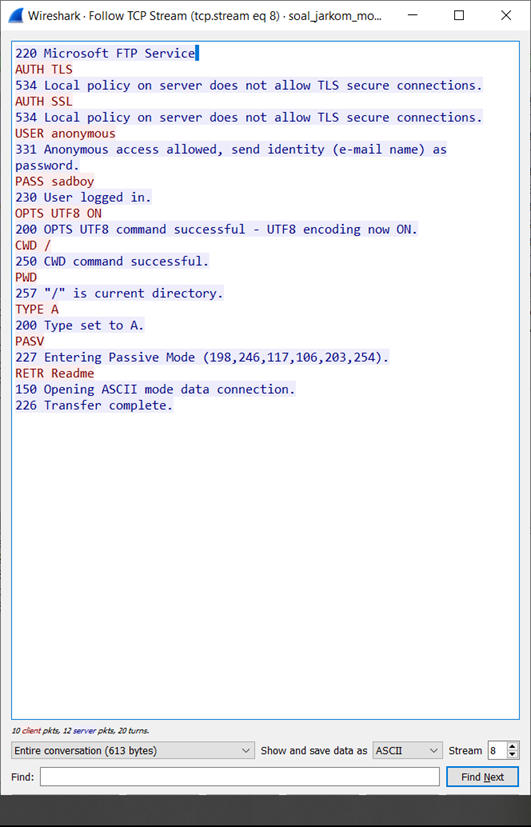 Wireshark · Follow TCP Stream (tcp.stream eq 8) · soal_jarkom_mo...
220 Microsoft FTP Service
AUTH TLS
534 Local policy on server does not allow TLS secure connections.
AUTH SSL
534 Local policy on server does not allow TLS secure connections.
USER anonymous
331 Anonymous access allowed, send identity (e-mail name) as
password.
PASS sadboy
230 User logged in.
OPTS UTF8 ON
200 OPTS UTF8 command successful - UTF8 encoding now ON.
CWD /
250 CWD command successful.
PWD
257 "/" is current directory.
TYPE A
200 Type set to A.
PASV
227 Entering Passive Mode (198,246,117,106,203,254).
RETR Readme
150 Opening ASCII mode data connection.
226 Transfer complete.
10 client pkts, 12 server pkts, 20 turns.
Entire conversation (613 bytes) Show and save data as ASCII Stream 8
Find: Find Next